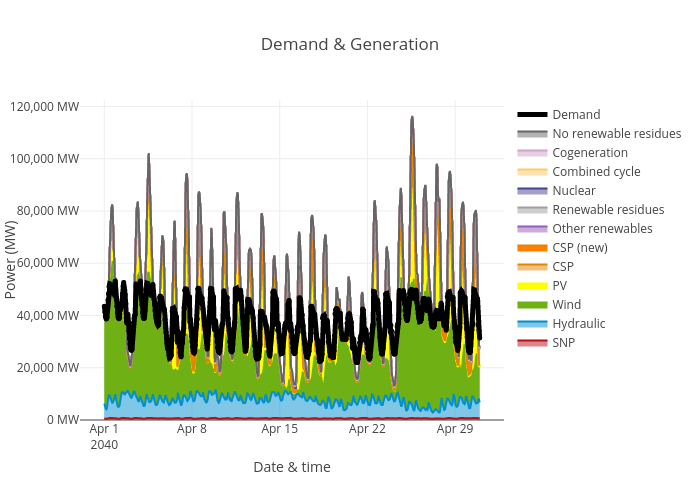 Demand & Generation
Power (MW)
120,000 MW
100,000 MW
80,000 MW
60,000 MW
40,000 MW
20,000 MW
0 MW
Apr 1
2040
Apr 8
Apr 15
Apr 22
Apr 29
Date & time
Demand
No renewable residues
Cogeneration
Combined cycle
Nuclear
Renewable residues
Other renewables
CSP (new)
CSP
PV
Wind
Hydraulic
SNP